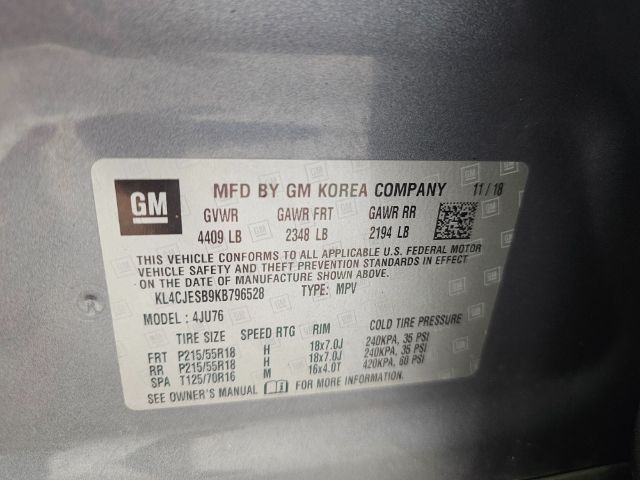 GM MFD BY GM KOREA COMPANY 11/18
GVWR GAWR FRT GAWR RR
4409 LB 2348 LB 2194 LB
THIS VEHICLE CONFORMS TO ALL APPLICABLE U.S. FEDERAL MOTOR
VEHICLE SAFETY AND THEFT PREVENTION STANDARDS IN EFFECT
ON THE DATE OF MANUFACTURE SHOWN ABOVE.
KL4CJESB9KB796528 TYPE: MPV
MODEL: 4JU76
TIRE SIZE SPEED RTG RIM COLD TIRE PRESSURE
FRT P215/55R18 H 18x7.0J 240KPA, 35 PSI
RR P215/55R18 H 18x7.0J 240KPA, 35 PSI
SPA T125/70R16 M 16x4.0T 420KPA, 60 PSI
SEE OWNER'S MANUAL FOR MORE INFORMATION.